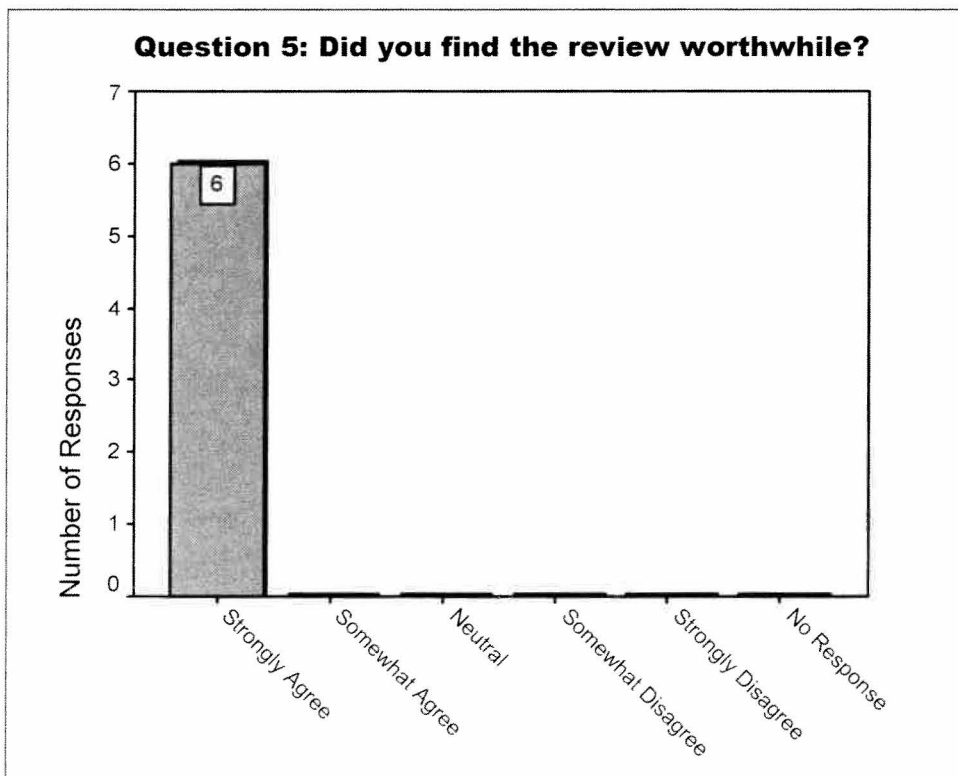 Question 5: Did you find the review worthwhile?
7
6
6
5
4
3
2
1
0
Number of Responses
Strongly Agree
Somewhat Agree
Neutral
Somewhat Disagree
Strongly Disagree
No Response